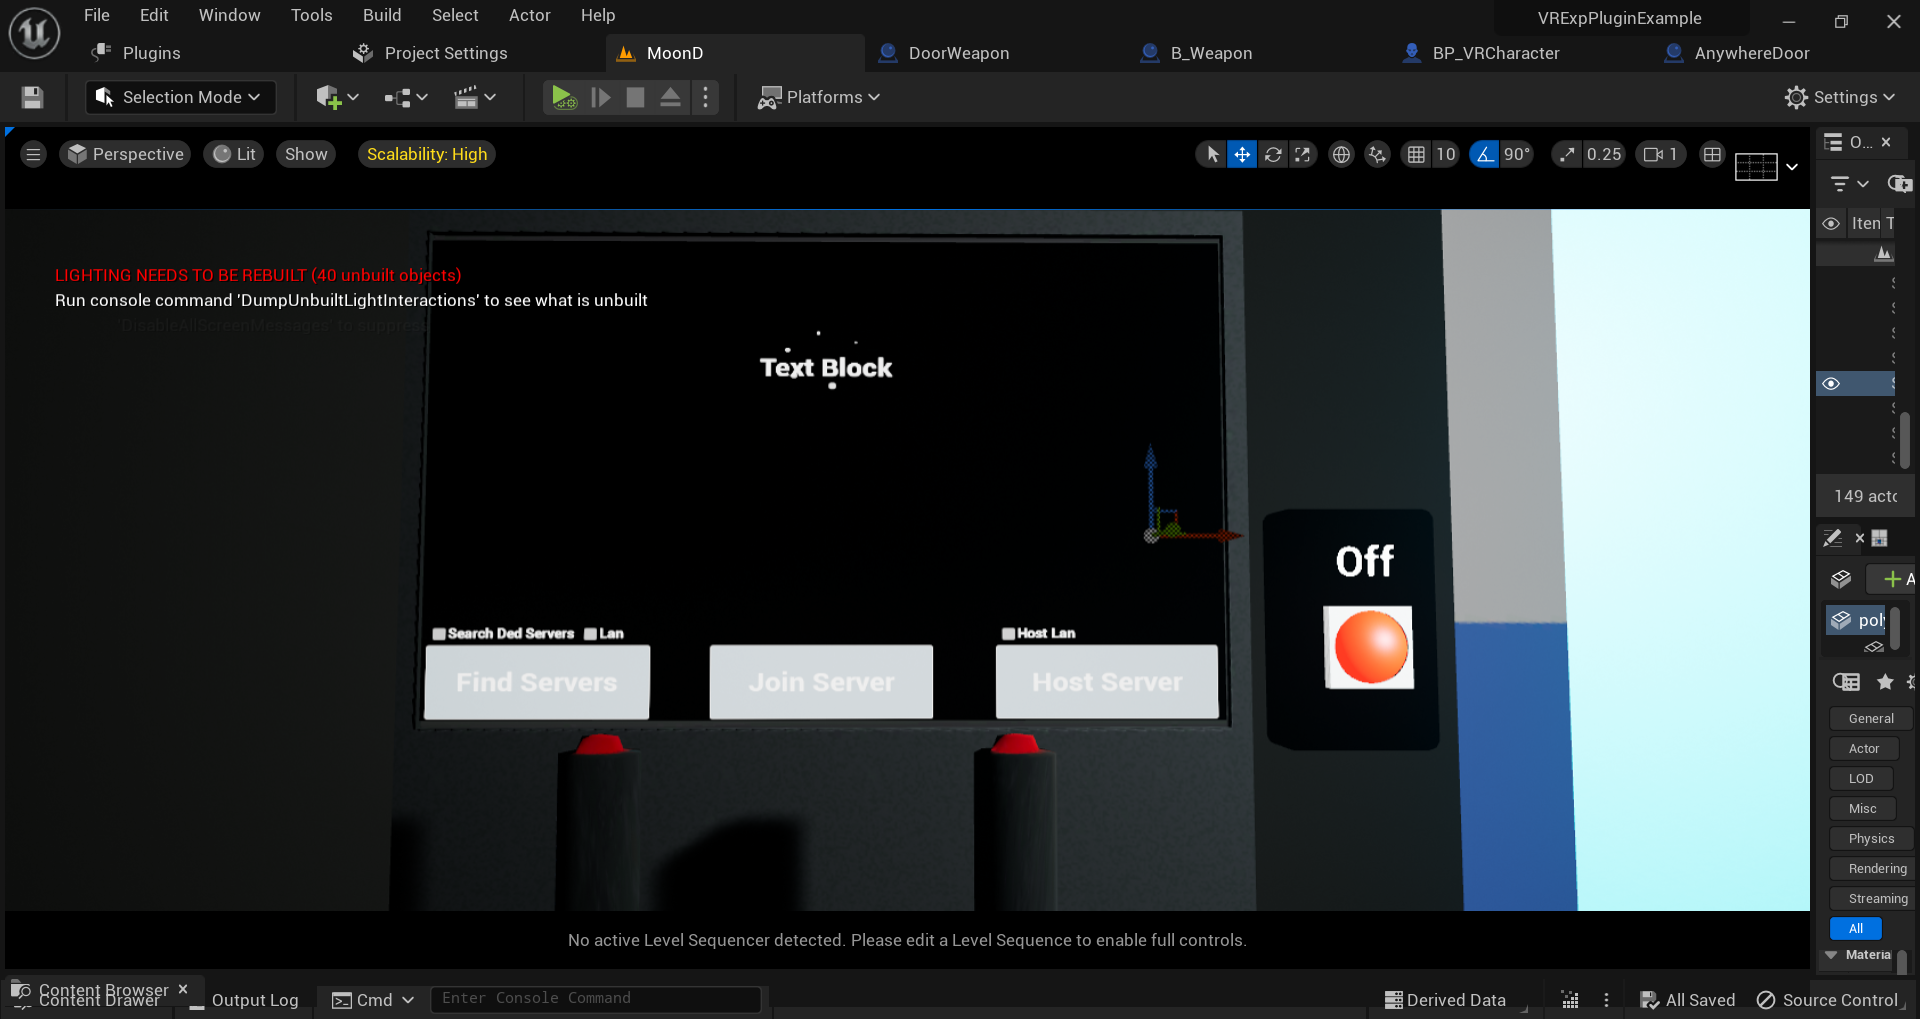 File Edit Window Tools Build Select Actor Help
VRExpPluginExample
Plugins
Project Settings
MoonD
DoorWeapon
B_Weapon
BP_VRCharacter
AnywhereDoor
Selection Mode
Platforms
Settings
Perspective
Lit
Show
Scalability: High
10
90°
0.25
1
O...
Iten T
LIGHTING NEEDS TO BE REBUILT (40 unbuilt objects)
Run console command 'DumpUnbuiltLightInteractions' to see what is unbuilt
'DisableAllScreenMessages' to suppress
Text Block
Off
149 acto
Search Ded Servers
Lan
Host Lan
Find Servers
Join Server
Host Server
poly
General
Actor
LOD
Misc
Physics
Rendering
Streaming
All
Materia
No active Level Sequencer detected. Please edit a Level Sequence to enable full controls.
Content Browser
Content Drawer
Output Log
Cmd
Enter Console Command
Derived Data
All Saved
Source Control